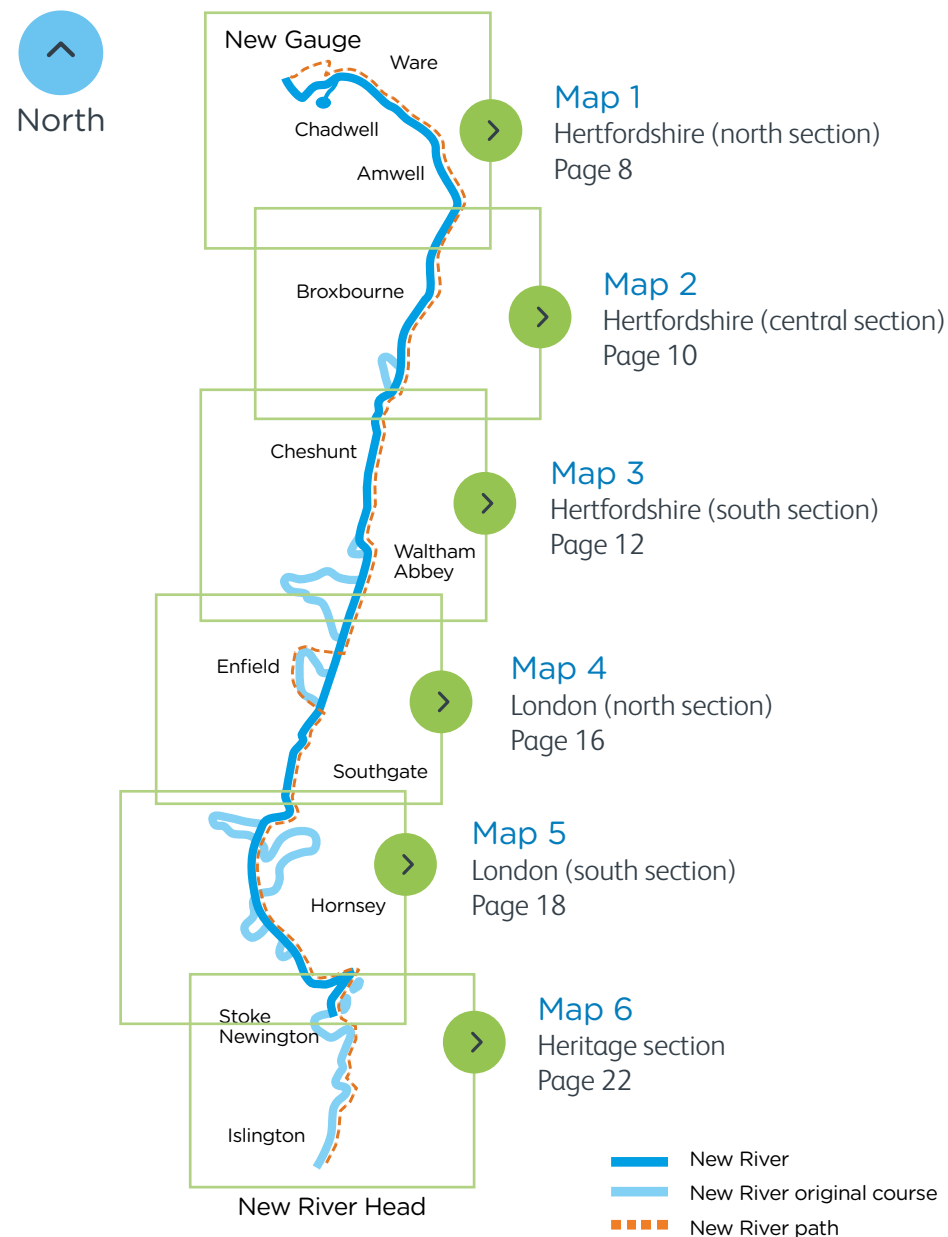 North
New Gauge
Ware
Chadwell
Amwell
Map 1
Hertfordshire (north section)
Page 8
Broxbourne
Map 2
Hertfordshire (central section)
Page 10
Cheshunt
Waltham
Abbey
Map 3
Hertfordshire (south section)
Page 12
Enfield
Southgate
Map 4
London (north section)
Page 16
Hornsey
Map 5
London (south section)
Page 18
Stoke
Newington
Islington
Map 6
Heritage section
Page 22
New River Head
New River
New River original course
New River path